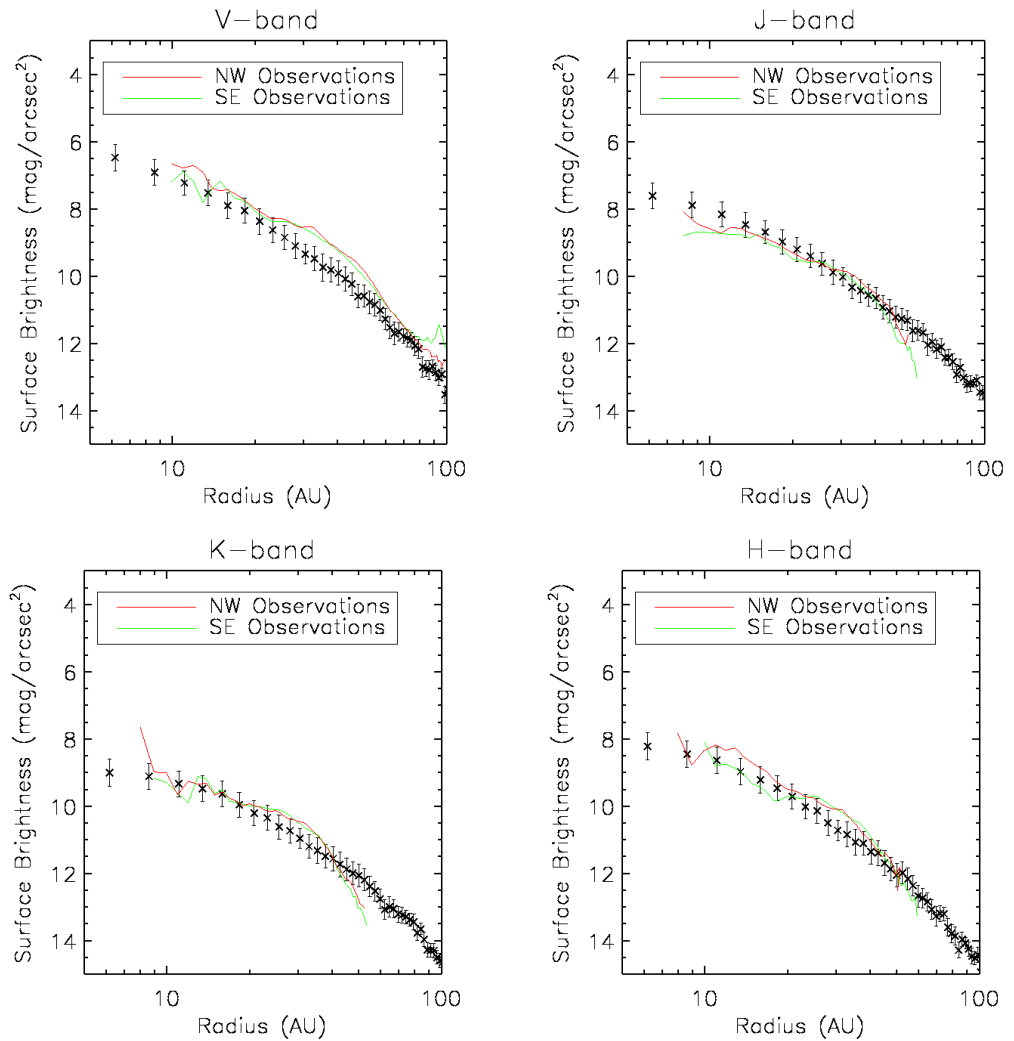 V-band
NW Observations
SE Observations
Surface Brightness (mag/arcsec²)
4
6
8
10
12
14
10
100
Radius (AU)
J-band
NW Observations
SE Observations
Surface Brightness (mag/arcsec²)
4
6
8
10
12
14
10
100
Radius (AU)
K-band
NW Observations
SE Observations
Surface Brightness (mag/arcsec²)
4
6
8
10
12
14
10
100
Radius (AU)
H-band
NW Observations
SE Observations
Surface Brightness (mag/arcsec²)
4
6
8
10
12
14
10
100
Radius (AU)